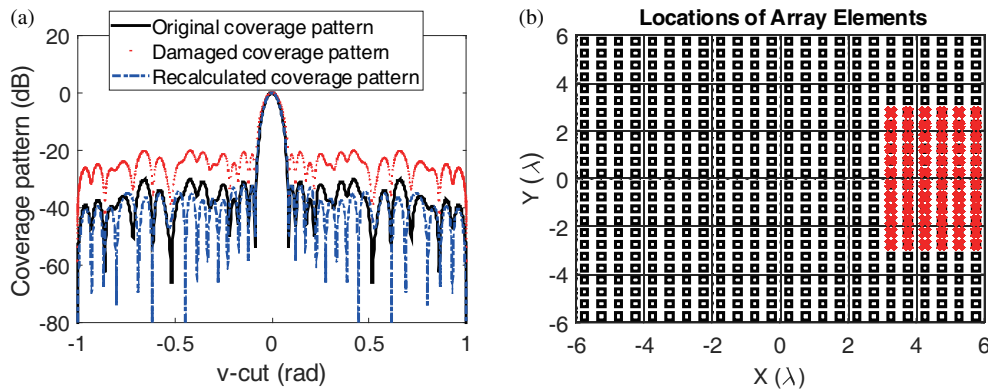 (a)
Original coverage pattern
Damaged coverage pattern
Recalculated coverage pattern
20
0
-20
-40
-60
-80
Coverage pattern (dB)
-1
-0.5
0
0.5
1
v-cut (rad)
(b)
Locations of Array Elements
6
4
2
0
-2
-4
-6
Y (λ)
-6
-4
-2
0
2
4
6
X (λ)